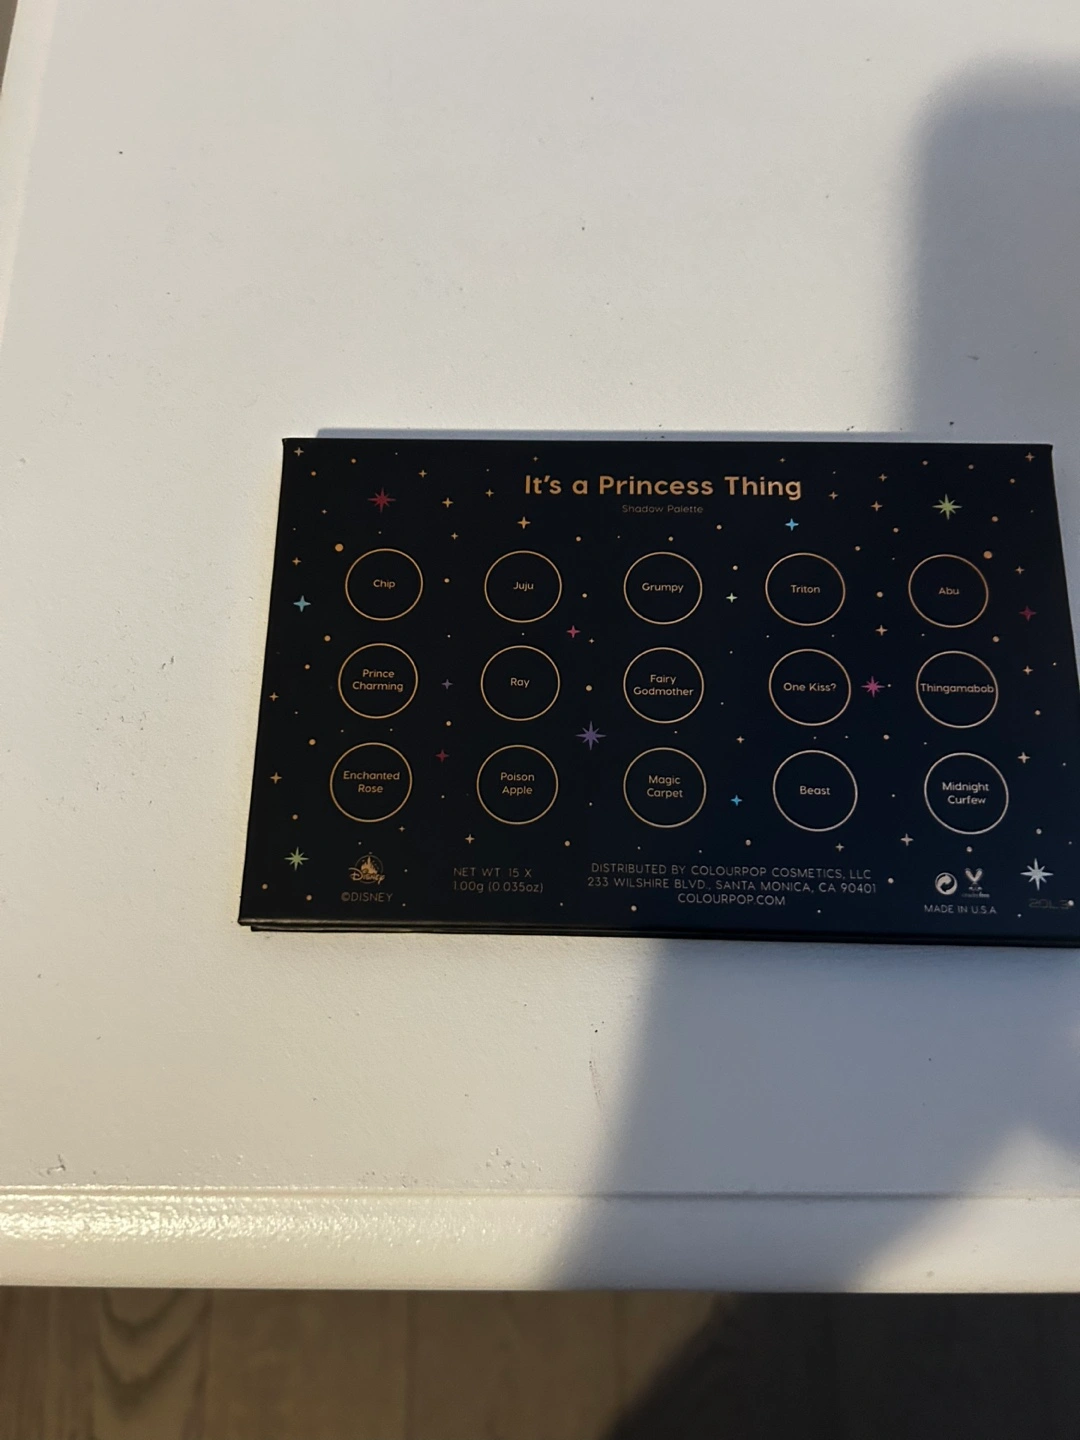 It's a Princess Thing
Shadow Palette
Chip
Juju
Grumpy
Triton
Abu
Prince
Charming
Ray
Fairy
Godmother
One Kiss?
Thingamabob
Enchanted
Rose
Poison
Apple
Magic
Carpet
Beast
Midnight
Curfew
Disney
©DISNEY
NET WT 15 X
1.00g (0.035oz)
DISTRIBUTED BY COLOURPOP COSMETICS, LLC
233 WILSHIRE BLVD., SANTA MONICA, CA 90401
COLOURPOP.COM
MADE IN U.S.A